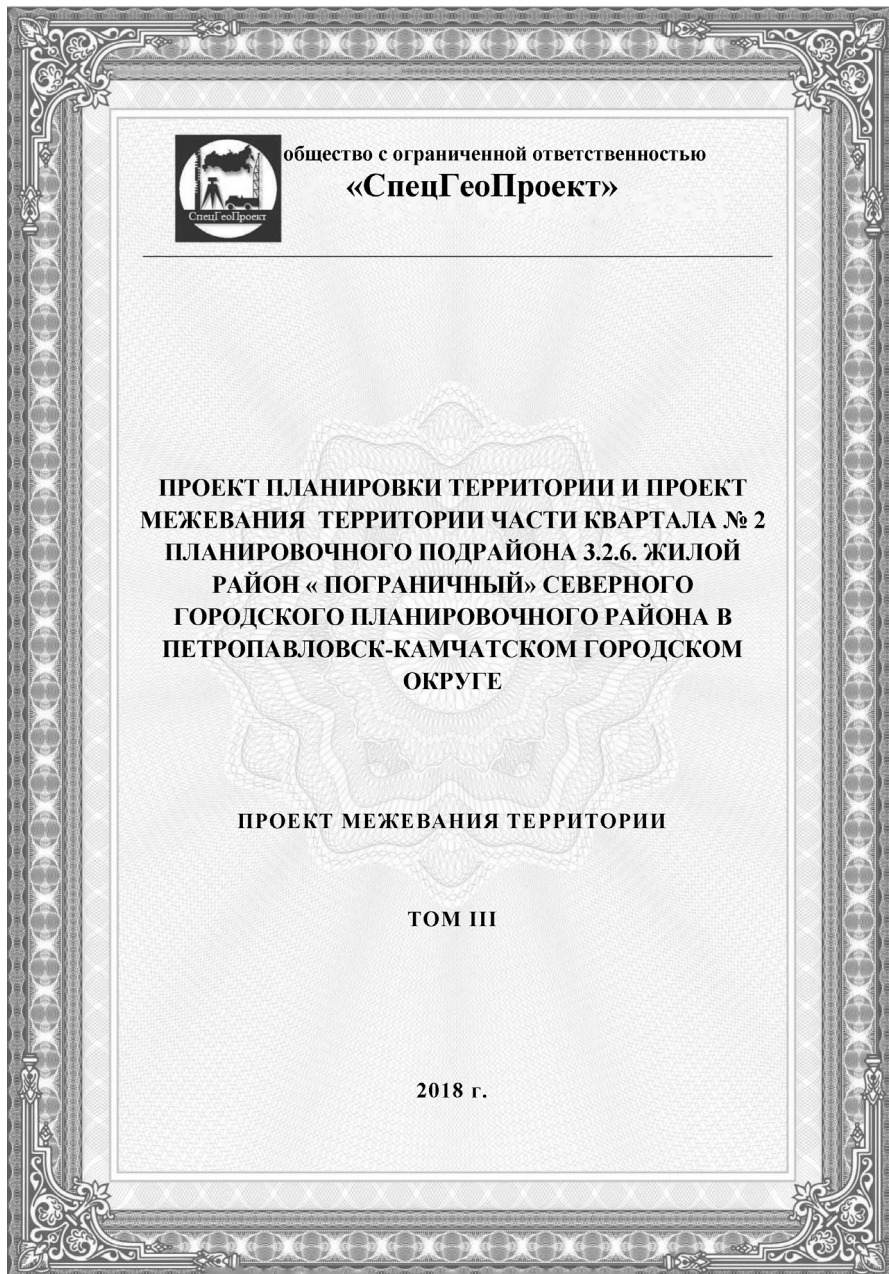 общество с ограниченной ответственностью
«СпецГеоПроект»
СпецГеоПроект
ПРОЕКТ ПЛАНИРОВКИ ТЕРРИТОРИИ И ПРОЕКТ
МЕЖЕВАНИЯ ТЕРРИТОРИИ ЧАСТИ КВАРТАЛА № 2
ПЛАНИРОВОЧНОГО ПОДРАЙОНА 3.2.6. ЖИЛОЙ
РАЙОН « ПОГРАНИЧНЫЙ» СЕВЕРНОГО
ГОРОДСКОГО ПЛАНИРОВОЧНОГО РАЙОНА В
ПЕТРОПАВЛОВСК-КАМЧАТСКОМ ГОРОДСКОМ
ОКРУГЕ
ПРОЕКТ МЕЖЕВАНИЯ ТЕРРИТОРИИ
ТОМ III
2018 г.